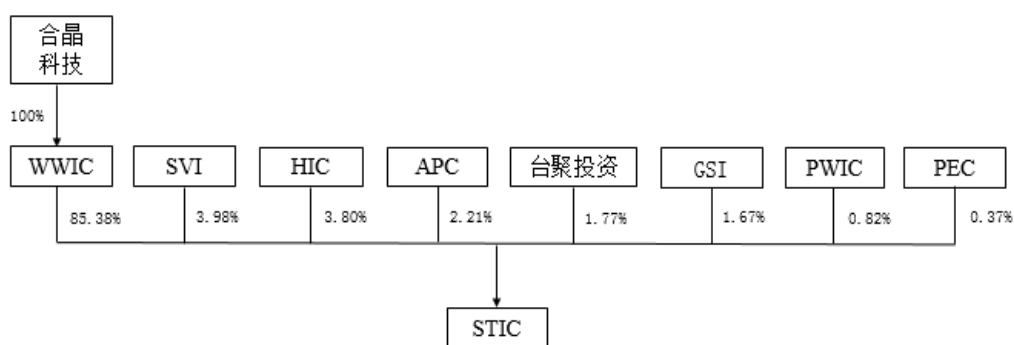 合晶
科技
100%
WWIC
SVI
HIC
APC
台聚投资
GSI
PWIC
PEC
85.38%
3.98%
3.80%
2.21%
1.77%
1.67%
0.82%
0.37%
STIC